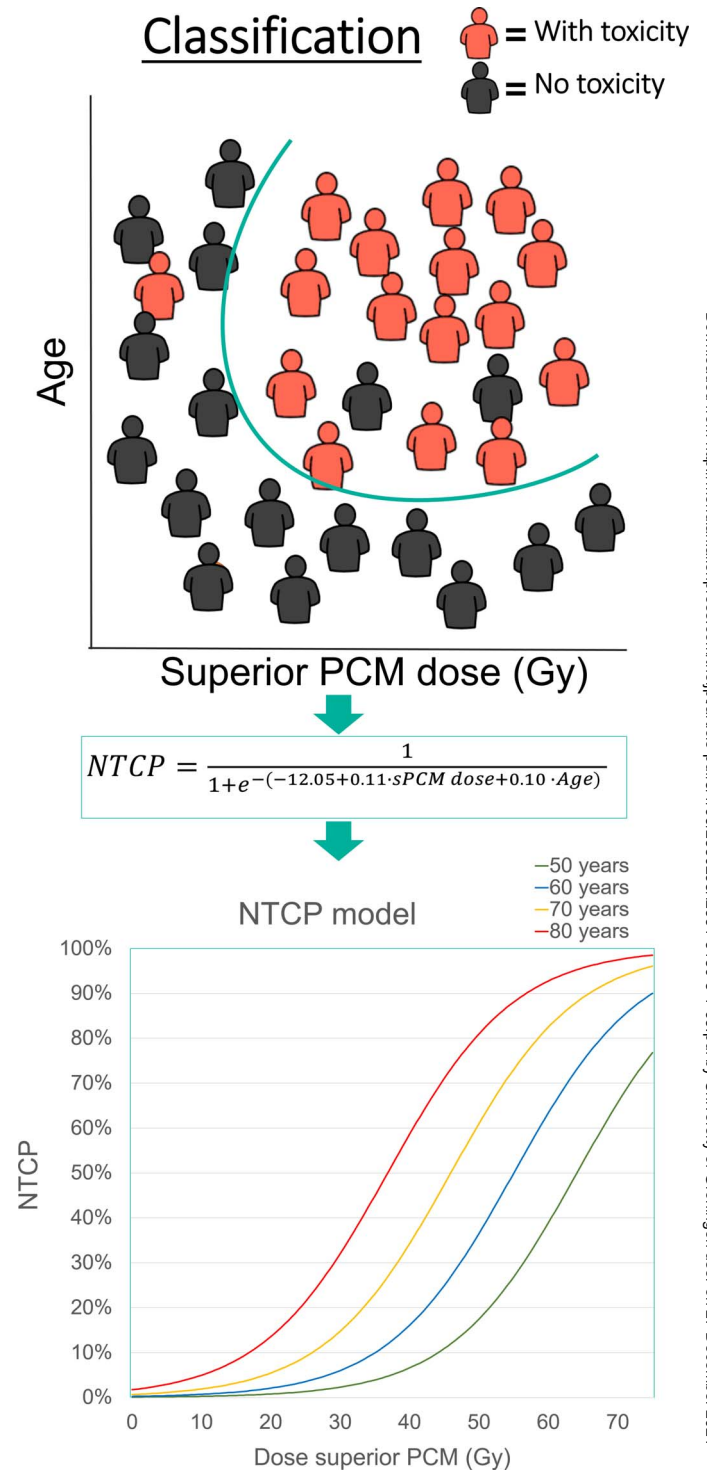 Classification
= With toxicity
= No toxicity
Age
Superior PCM dose (Gy)
NTCP = 1 / 1+e^−(−12.05+0.11·sPCM dose+0.10 ·Age)
50 years
60 years
70 years
80 years
NTCP model
100%
90%
80%
70%
60%
50%
40%
30%
20%
10%
0%
NTCP
0 10 20 30 40 50 60 70
Dose superior PCM (Gy)